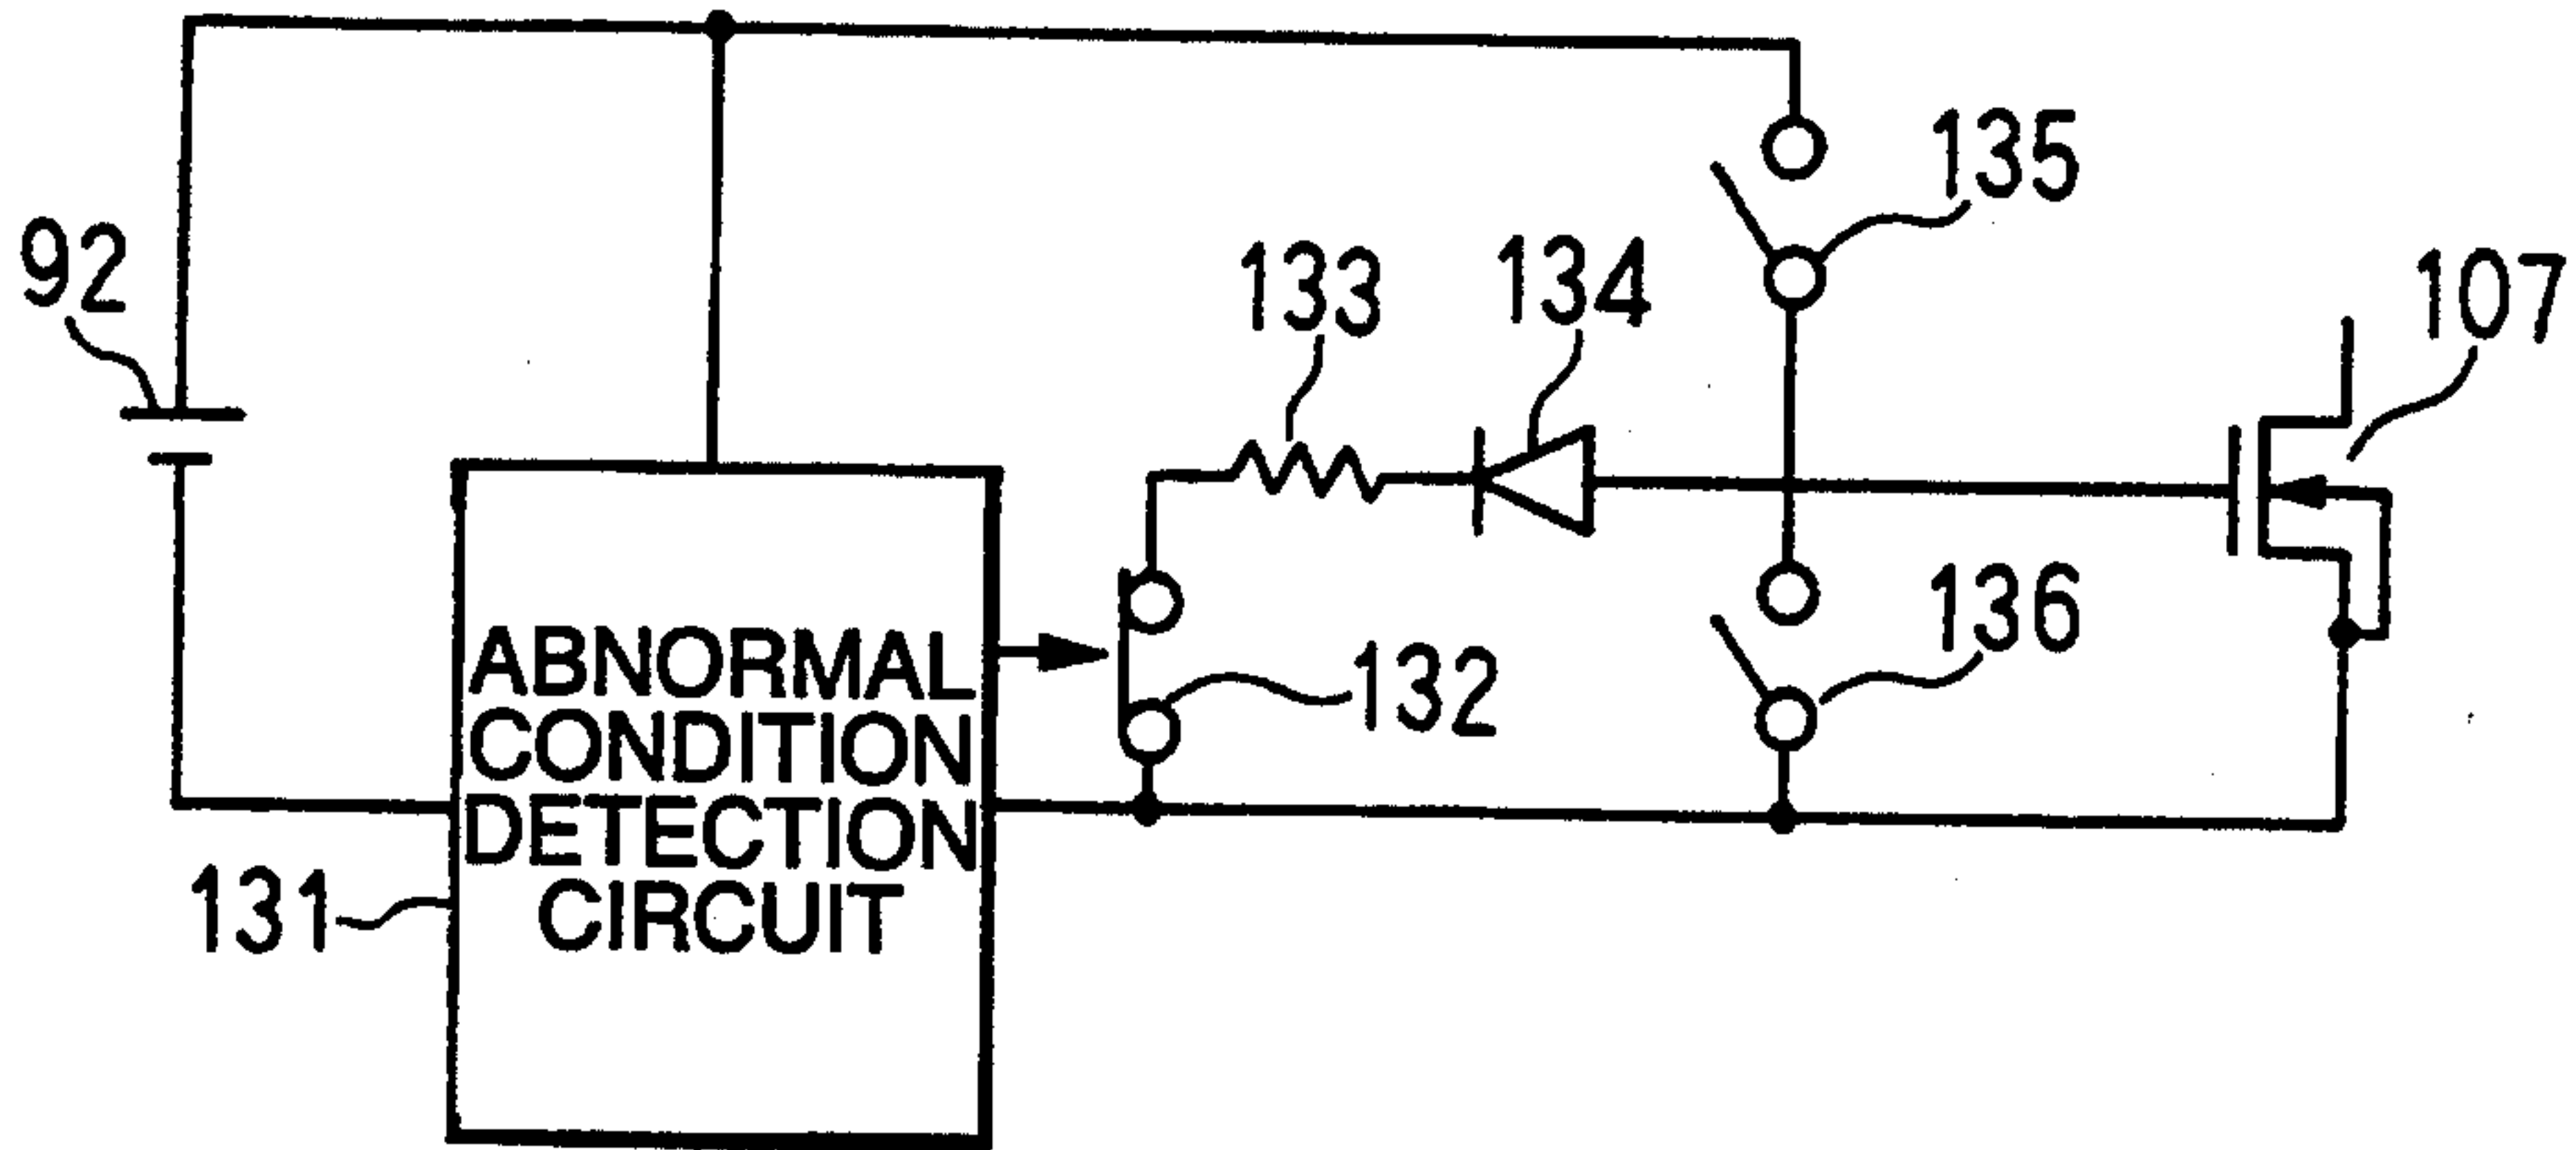 135
92
133
134
107
136
132
ABNORMAL
CONDITION
DETECTION
CIRCUIT
131